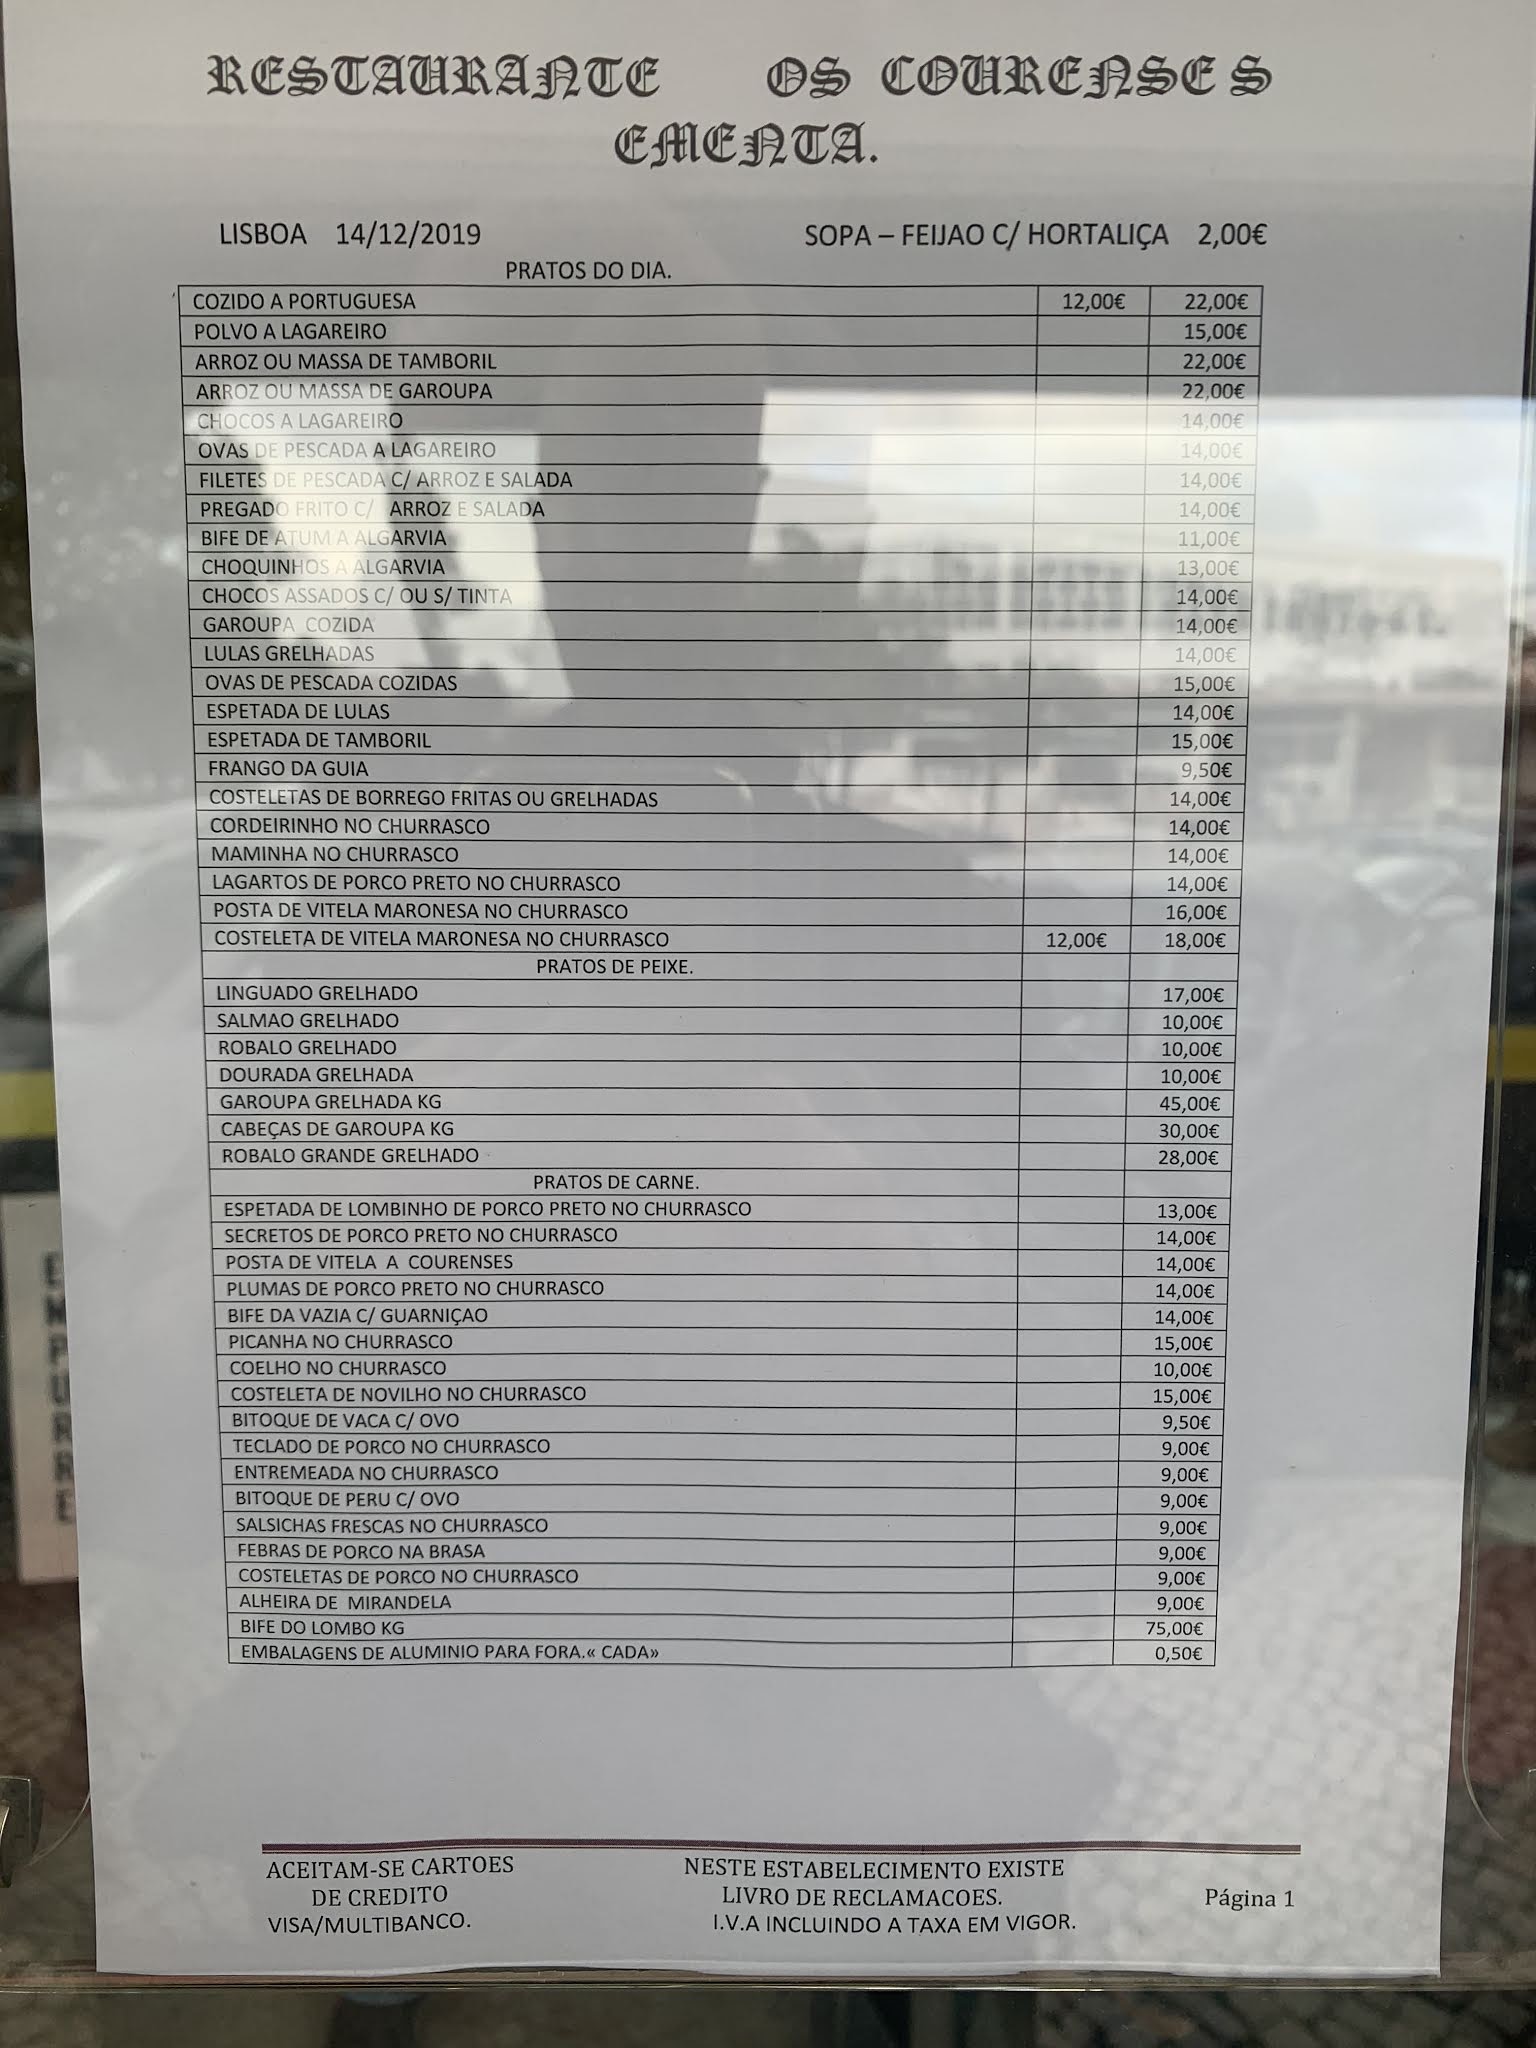 RESTAURANTE OS COURENSES
EMENTA.
LISBOA 14/12/2019 SOPA – FEIJAO C/ HORTALIÇA 2,00€
PRATOS DO DIA.
COZIDO A PORTUGUESA 12,00€ 22,00€
POLVO A LAGAREIRO 15,00€
ARROZ OU MASSA DE TAMBORIL 22,00€
ARROZ OU MASSA DE GAROUPA 22,00€
CHOCOS A LAGAREIRO 14,00€
OVAS DE PESCADA A LAGAREIRO 14,00€
FILETES DE PESCADA C/ ARROZ E SALADA 14,00€
PREGADO FRITO C/ ARROZ E SALADA 14,00€
BIFE DE ATUM A ALGARVIA 11,00€
CHOQUINHOS A ALGARVIA 13,00€
CHOCOS ASSADOS C/ OU S/ TINTA 14,00€
GAROUPA COZIDA 14,00€
LULAS GRELHADAS 14,00€
OVAS DE PESCADA COZIDAS 15,00€
ESPETADA DE LULAS 14,00€
ESPETADA DE TAMBORIL 15,00€
FRANGO DA GUIA 9,50€
COSTELETAS DE BORREGO FRITAS OU GRELHADAS 14,00€
CORDEIRINHO NO CHURRASCO 14,00€
MAMINHA NO CHURRASCO 14,00€
LAGARTOS DE PORCO PRETO NO CHURRASCO 14,00€
POSTA DE VITELA MARONESA NO CHURRASCO 16,00€
COSTELETA DE VITELA MARONESA NO CHURRASCO 12,00€ 18,00€
PRATOS DE PEIXE.
LINGUADO GRELHADO 17,00€
SALMAO GRELHADO 10,00€
ROBALO GRELHADO 10,00€
DOURADA GRELHADA 10,00€
GAROUPA GRELHADA KG 45,00€
CABEÇAS DE GAROUPA KG 30,00€
ROBALO GRANDE GRELHADO 28,00€
PRATOS DE CARNE.
ESPETADA DE LOMBINHO DE PORCO PRETO NO CHURRASCO 13,00€
SECRETOS DE PORCO PRETO NO CHURRASCO 14,00€
POSTA DE VITELA A COURENSES 14,00€
PLUMAS DE PORCO PRETO NO CHURRASCO 14,00€
BIFE DA VAZIA C/ GUARNIÇAO 14,00€
PICANHA NO CHURRASCO 15,00€
COELHO NO CHURRASCO 10,00€
COSTELETA DE NOVILHO NO CHURRASCO 15,00€
BITOQUE DE VACA C/ OVO 9,50€
TECLADO DE PORCO NO CHURRASCO 9,00€
ENTREMEADA NO CHURRASCO 9,00€
BITOQUE DE PERU C/ OVO 9,00€
SALSICHAS FRESCAS NO CHURRASCO 9,00€
FEBRAS DE PORCO NA BRASA 9,00€
COSTELETAS DE PORCO NO CHURRASCO 9,00€
ALHEIRA DE MIRANDELA 9,00€
BIFE DO LOMBO KG 75,00€
EMBALAGENS DE ALUMINIO PARA FORA.« CADA» 0,50€
ACEITAM-SE CARTOES
DE CREDITO
VISA/MULTIBANCO.
NESTE ESTABELECIMENTO EXISTE
LIVRO DE RECLAMACOES.
I.V.A INCLUINDO A TAXA EM VIGOR.
Página 1
EMPURRE